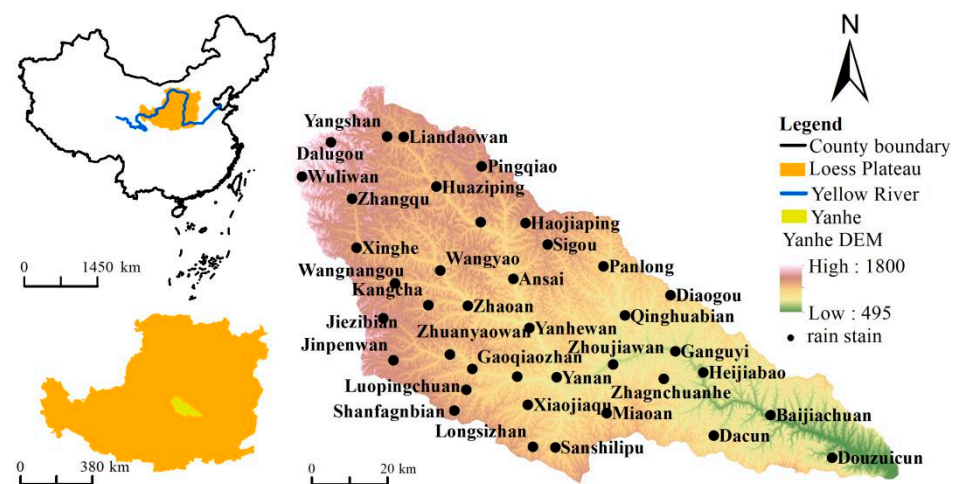 N
Legend
County boundary
Loess Plateau
Yellow River
Yanhe
Yanhe DEM
High : 1800
Low : 495
rain stain
0 1450 km
0 380 km
0 20 km
Yangshan
Liandaowan
Dalugou
Pingqiao
Wuliwan
Huaziping
Zhangqu
Haojiaping
Sigou
Xinghe
Wangyao
Panlong
Wangnangou
Ansai
Kangcha
Diaogou
Zhaoan
Qinghuabian
Jiezibian
Zhuanyaowan
Yanhewan
Jinpenwan
Gaoqiaozhan
Zhoujiawan
Ganguyi
Heijiabao
Yanan
Luopingchuan
Zhagnchuanhe
Shanfagnbian
Xiaojiaqu
Miaoan
Baijiachuan
Longsizhan
Dacun
Sanshilipu
Douzuicun